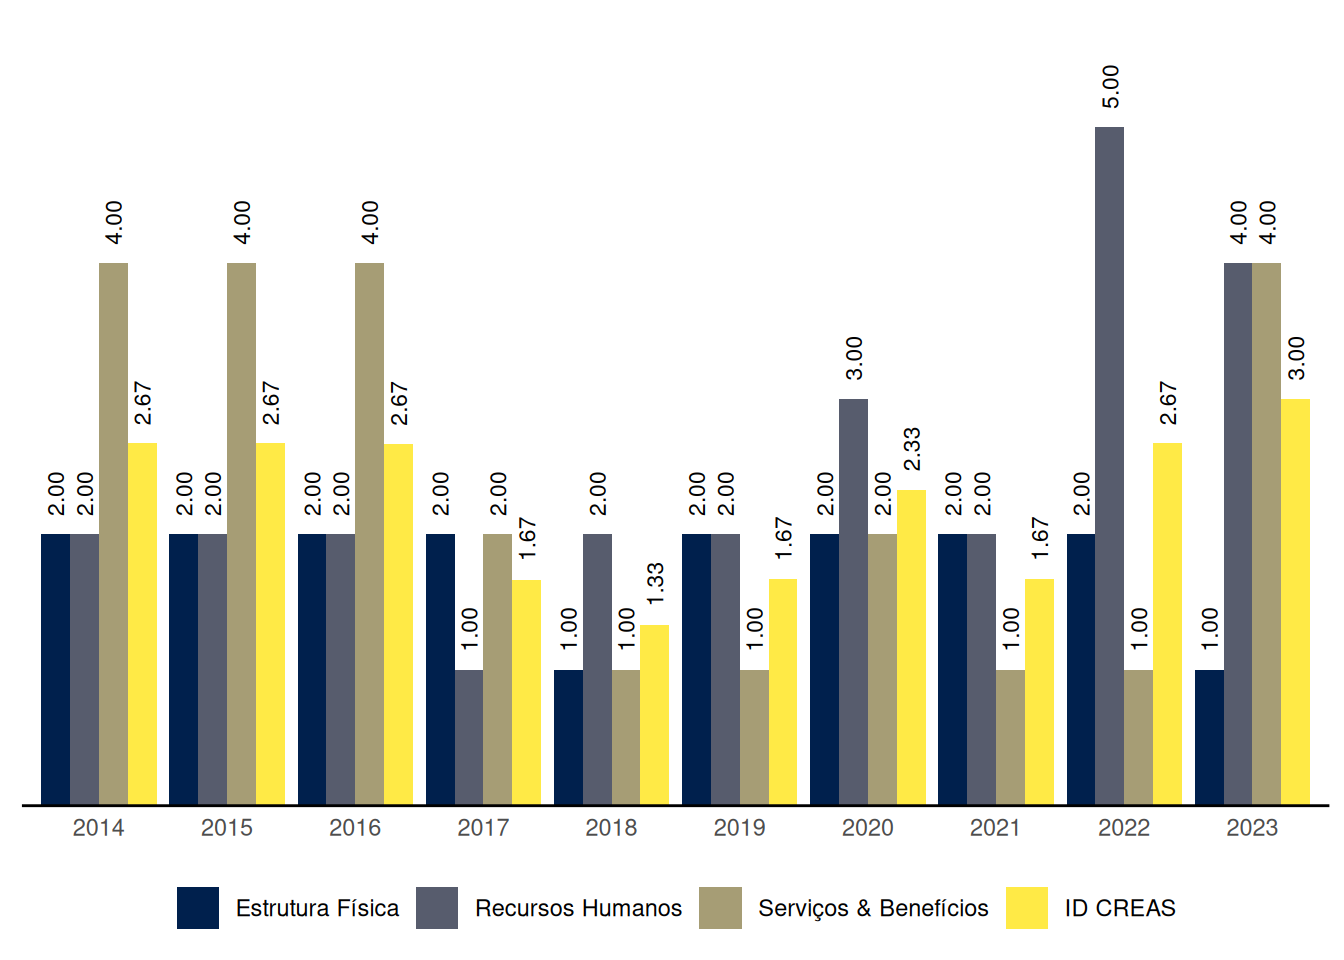 5.00
4.00 4.00 4.00 4.00 4.00
3.00 3.00
2.67 2.67 2.67 2.67
2.33
2.00 2.00 2.00 2.00 2.00 2.00 2.00 2.00 2.00 2.00 2.00 2.00 2.00 2.00 2.00 2.00
1.67 1.67 1.67
1.33
1.00 1.00 1.00 1.00 1.00 1.00 1.00
2014 2015 2016 2017 2018 2019 2020 2021 2022 2023
Estrutura Física Recursos Humanos Serviços & Benefícios ID CREAS